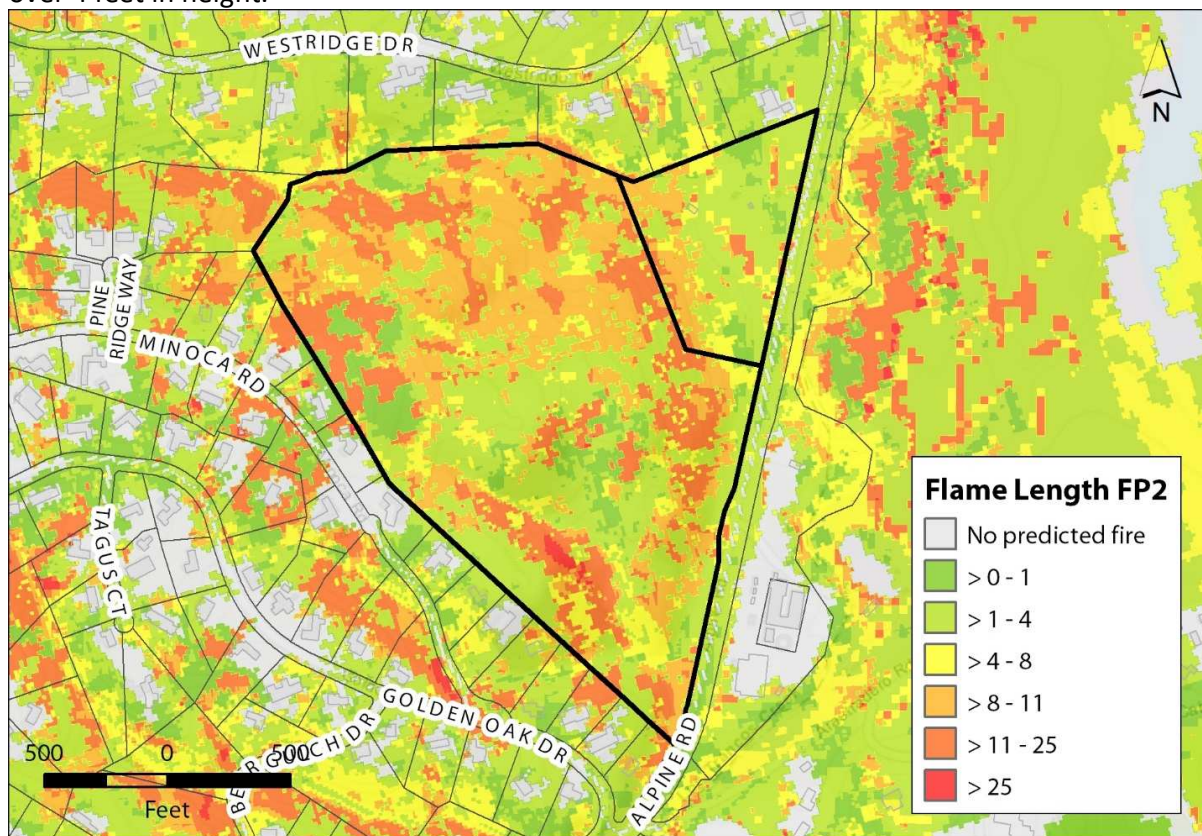 over 4 feet in height.
WESTRIDGE DR
N
PINE
RIDGEWAY
MINOCA RD
TAGUS CT
GOLDEN OAK DR
ALPINE RD
500 0 500
Feet
Flame Length FP2
No predicted fire
> 0 - 1
> 1 - 4
> 4 - 8
> 8 - 11
> 11 - 25
> 25